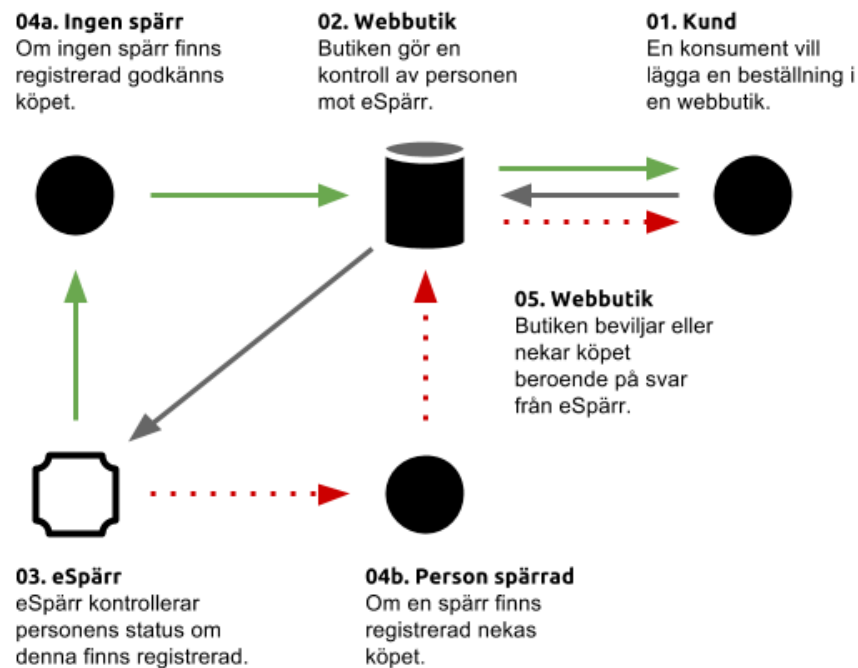 04a. Ingen spärr
Om ingen spärr finns
registrerad godkänns
köpet.
02. Webbutik
Butiken gör en
kontroll av personen
mot eSpärr.
01. Kund
En konsument vill
lägga en beställning i
en webbutik.
05. Webbutik
Butiken beviljar eller
nekar köpet
beroende på svar
från eSpärr.
03. eSpärr
eSpärr kontrollerar
personens status om
denna finns registrerad.
04b. Person spärrad
Om en spärr finns
registrerad nekas
köpet.